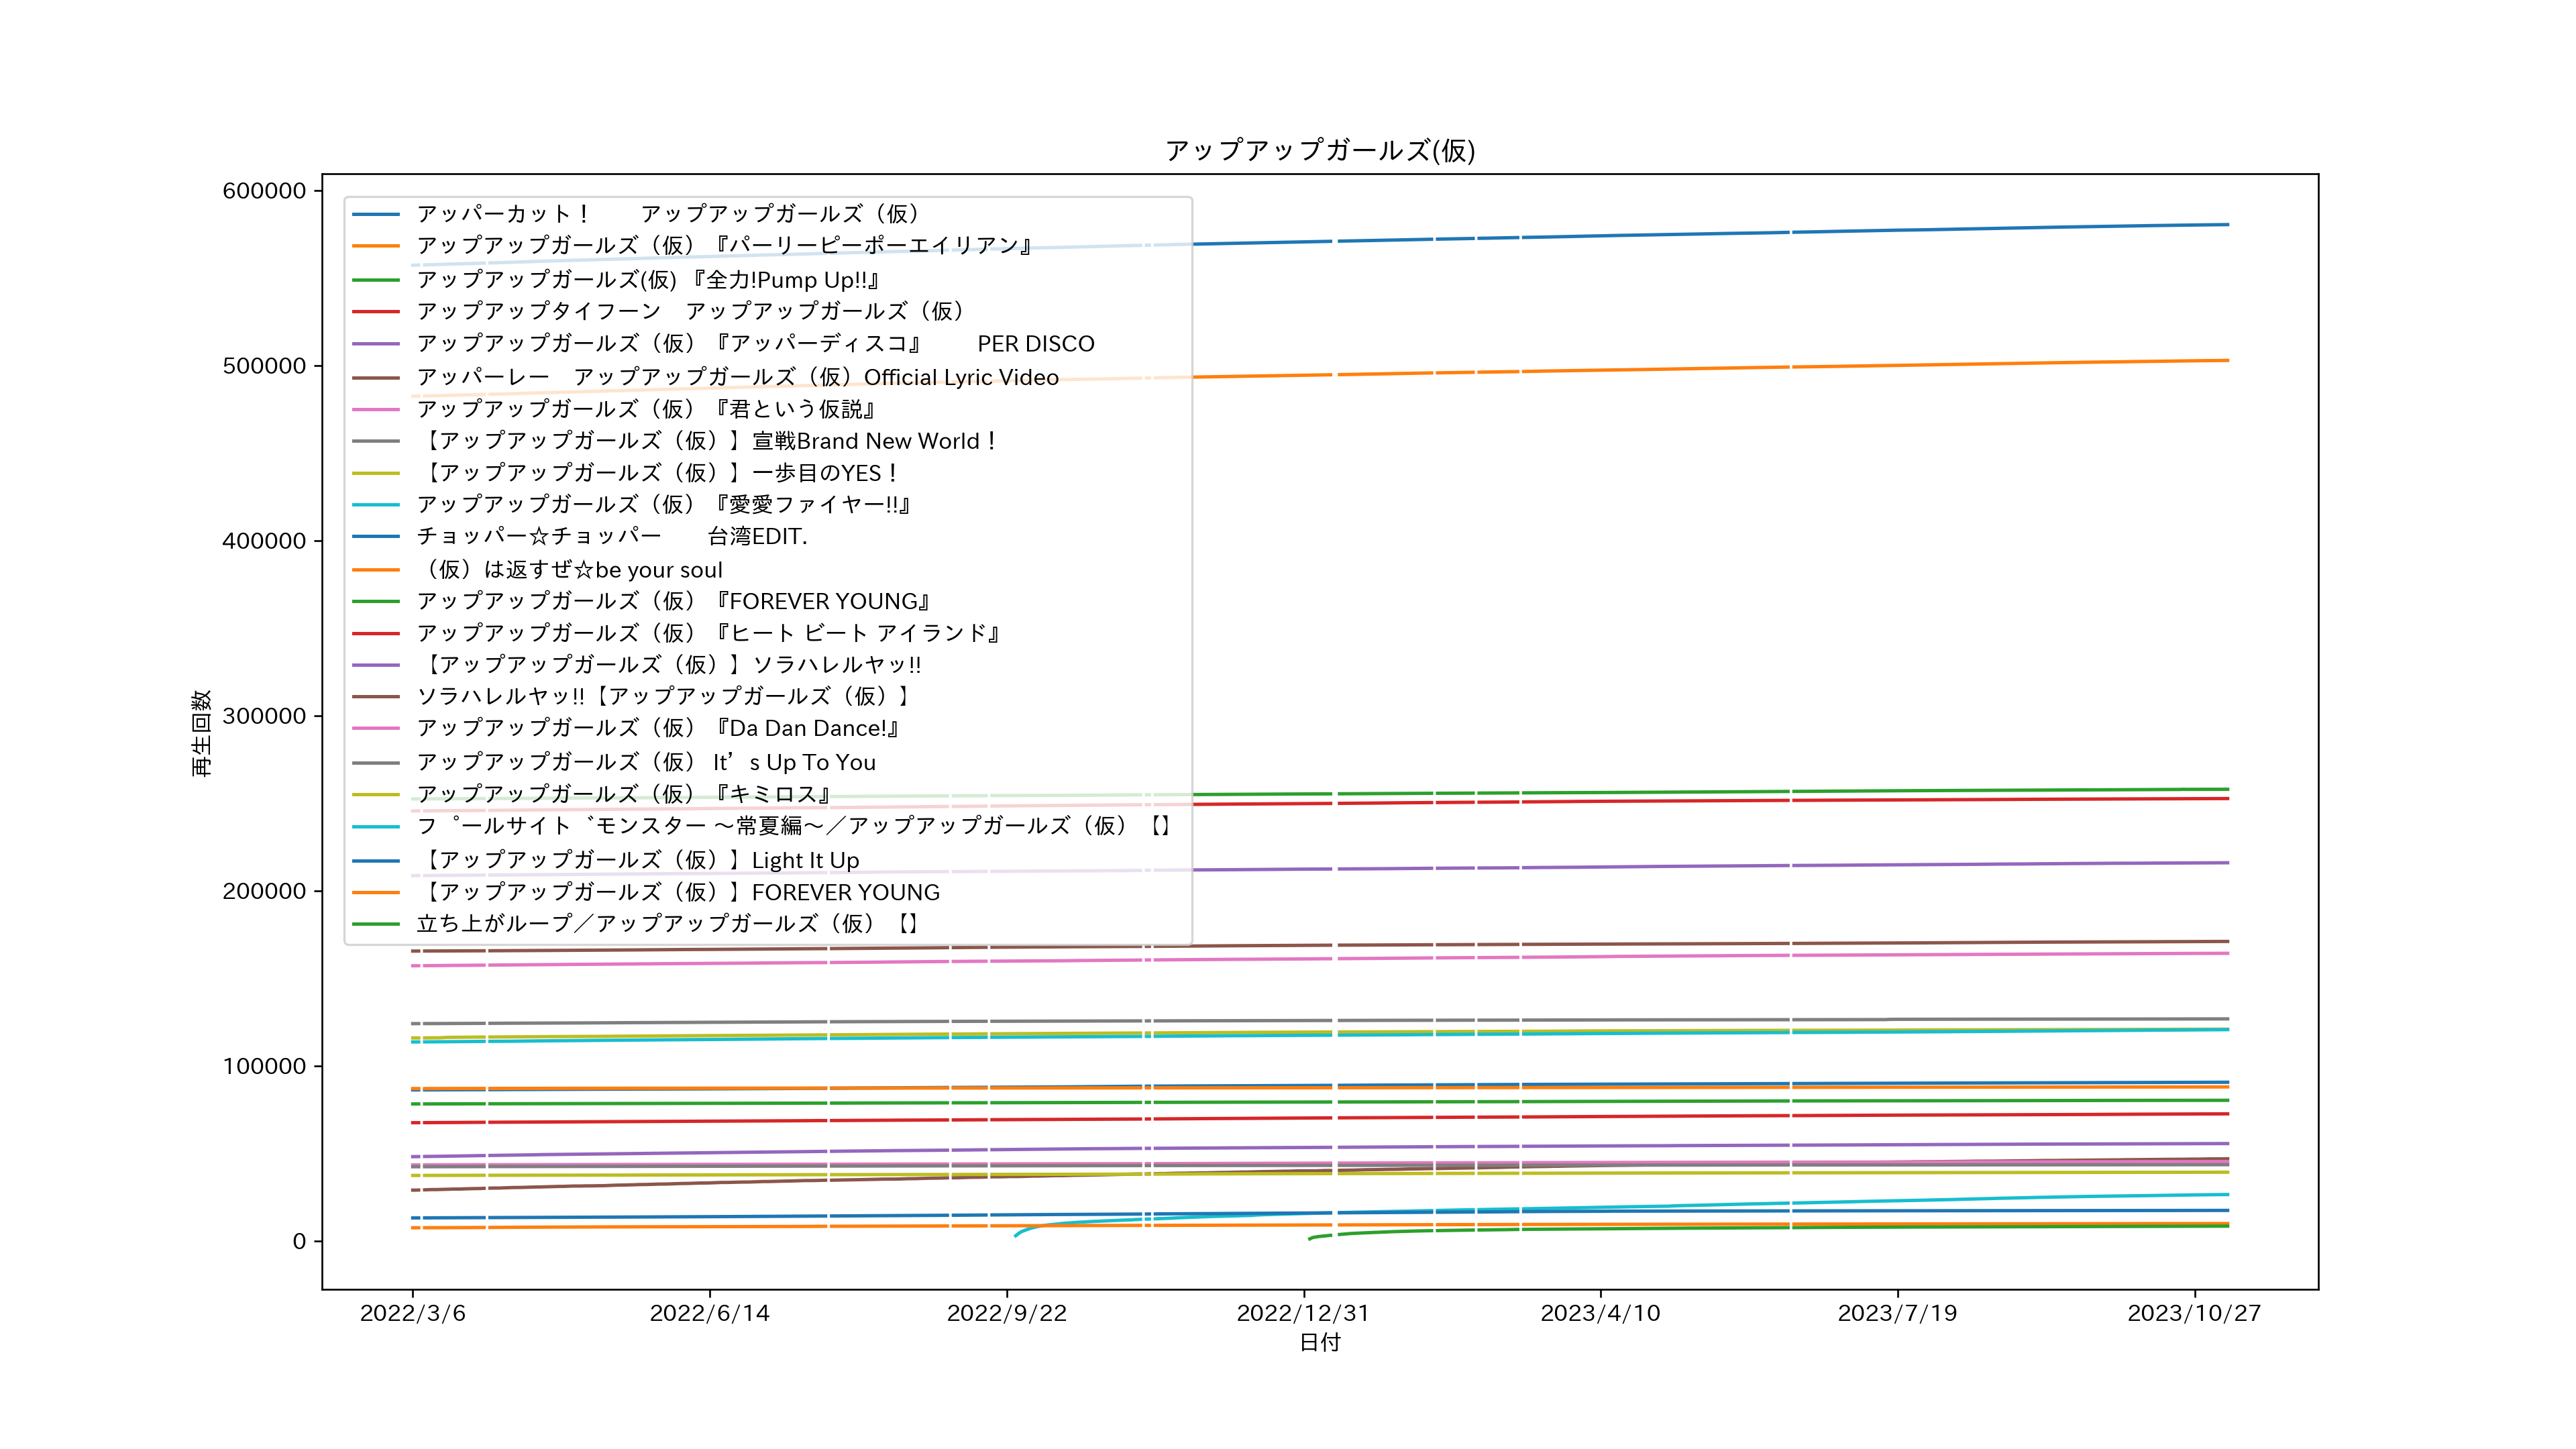 アップアップガールズ(仮)
600000
500000
400000
300000
200000
100000
0
再生回数
アッパーカット！　　アップアップガールズ（仮）
アップアップガールズ（仮）『パーリーピーポーエイリアン』
アップアップガールズ(仮) 『全力!Pump Up!!』
アップアップタイフーン　アップアップガールズ（仮）
アップアップガールズ（仮）『アッパーディスコ』　　PER DISCO
アッパーレー　アップアップガールズ（仮）Official Lyric Video
アップアップガールズ（仮）『君という仮説』
【アップアップガールズ（仮）】宣戦Brand New World！
【アップアップガールズ（仮）】一歩目のYES！
アップアップガールズ（仮）『愛愛ファイヤー!!』
チョッパー☆チョッパー　　台湾EDIT.
（仮）は返すぜ☆be your soul
アップアップガールズ（仮）『FOREVER YOUNG』
アップアップガールズ（仮）『ヒート ビート アイランド』
【アップアップガールズ（仮）】ソラハレルヤッ!!
ソラハレルヤッ!!【アップアップガールズ（仮）】
アップアップガールズ（仮）『Da Dan Dance!』
アップアップガールズ（仮） It’s Up To You
アップアップガールズ（仮）『キミロス』
フ゜ールサイト゛モンスター ～常夏編～／アップアップガールズ（仮）【】
【アップアップガールズ（仮）】Light It Up
【アップアップガールズ（仮）】FOREVER YOUNG
立ち上がループ／アップアップガールズ（仮）【】
2022/3/6
2022/6/14
2022/9/22
2022/12/31
2023/4/10
2023/7/19
2023/10/27
日付